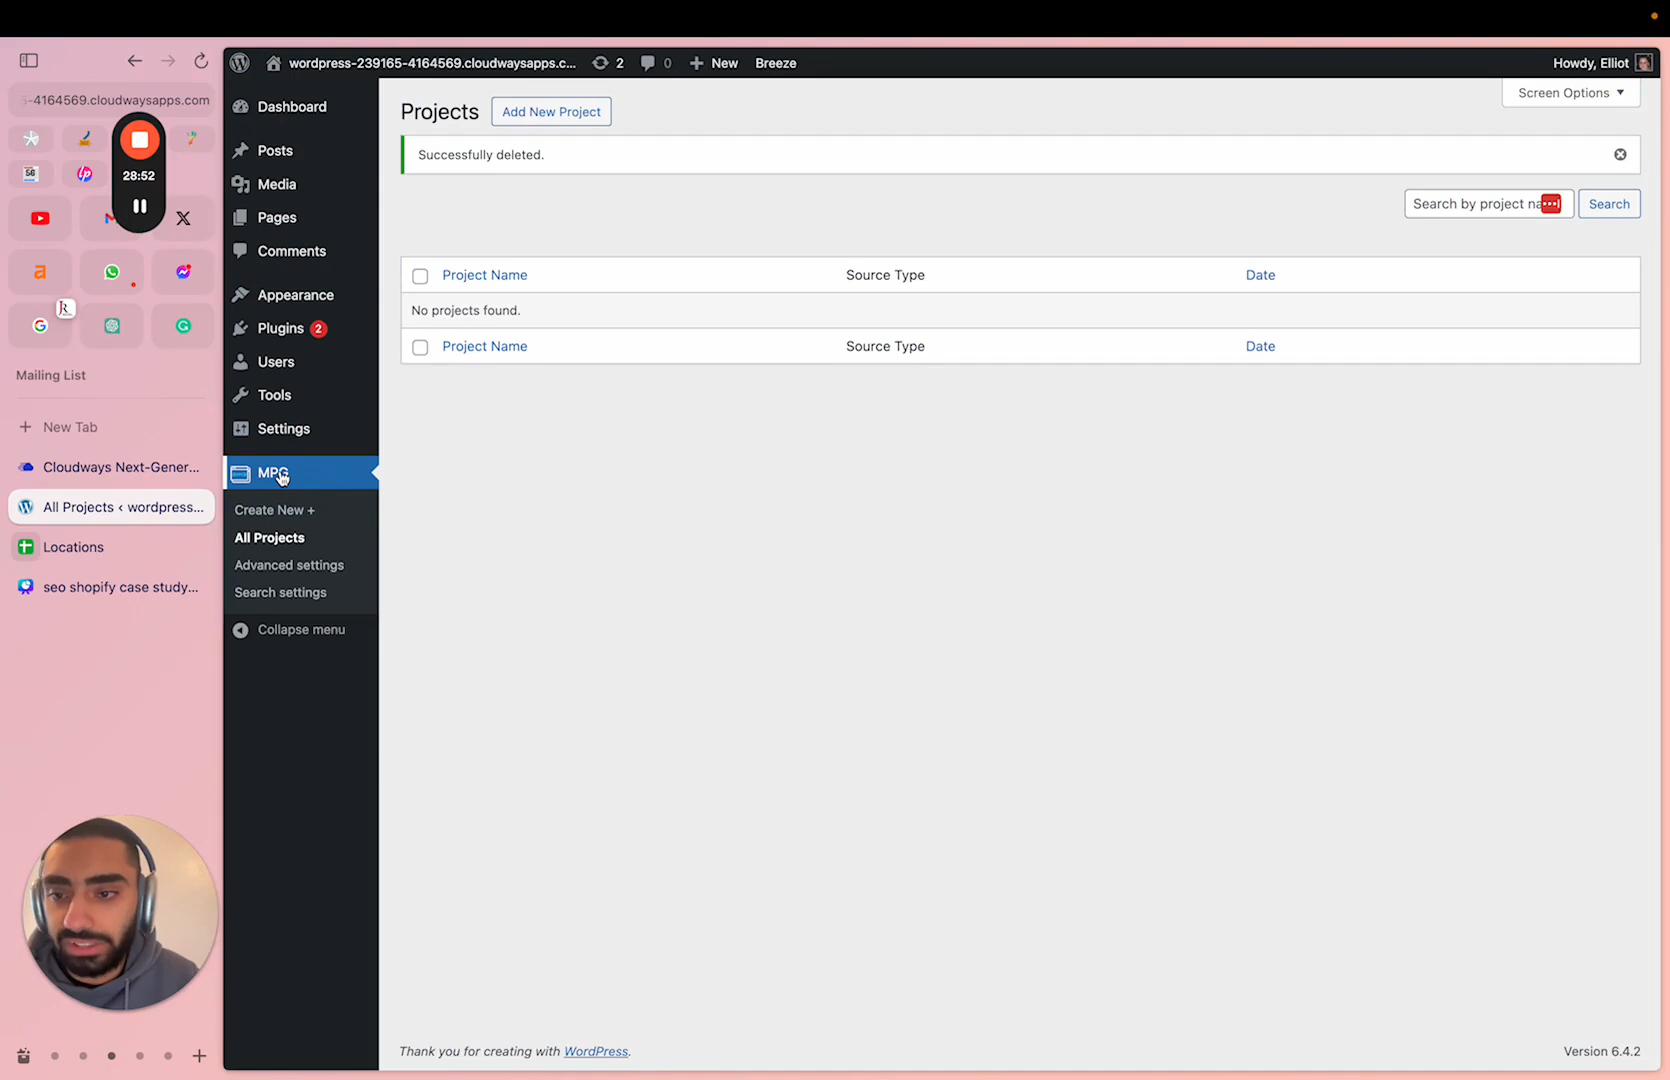 -4164569.cloudwaysapps.com
28:52
56
Mailing List
New Tab
Cloudways Next-Gener...
All Projects ‹ wordpress...
Locations
seo shopify case study...
wordpress-239165-4164569.cloudwaysapps.c...
2
0
New
Breeze
Howdy, Elliot
Dashboard
Posts
Media
Pages
Comments
Appearance
Plugins 2
Users
Tools
Settings
MPG
Create New +
All Projects
Advanced settings
Search settings
Collapse menu
Screen Options
Projects
Add New Project
Successfully deleted.
Search by project na
Search
Project Name Source Type Date
No projects found.
Project Name Source Type Date
Thank you for creating with WordPress.
Version 6.4.2